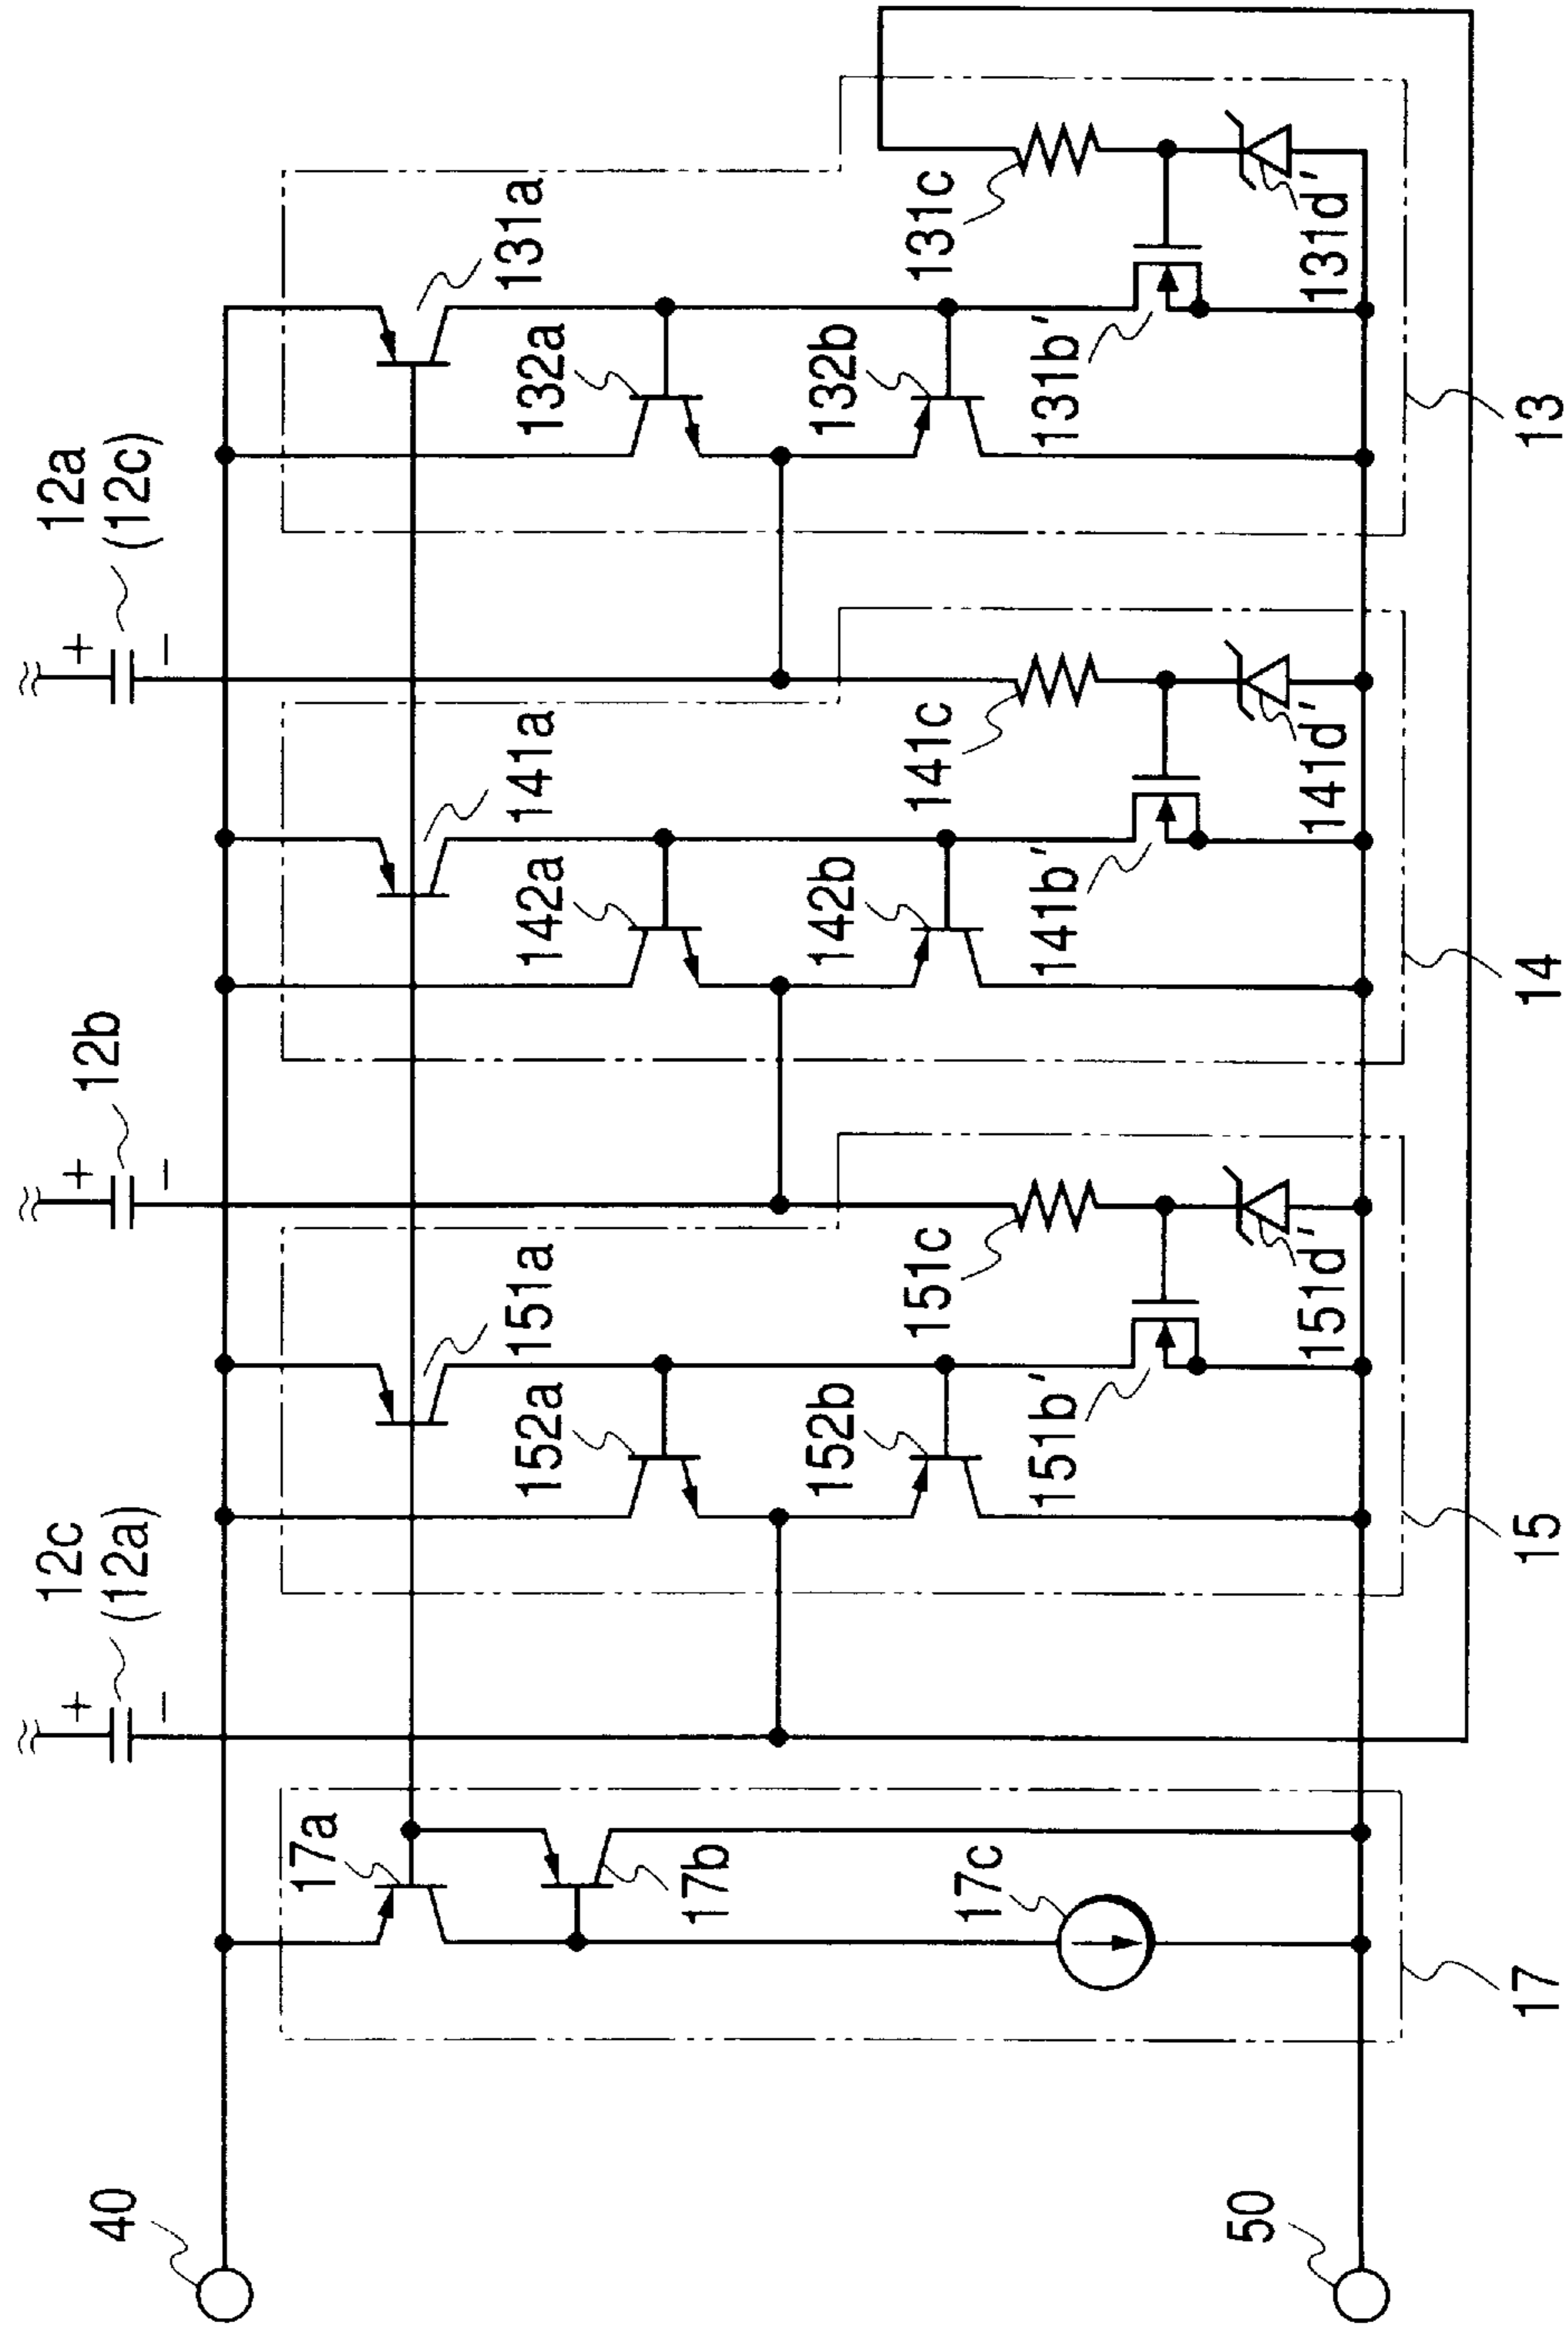 12a
(12c)
12b
12c
(12a)
131a
132a
132b
131c
131b'
131d'
13
141a
142a
142b
141c
141b'
141d'
14
151a
152a
152b
151c
151b'
151d'
15
17a
17b
17c
17
40
50
+
−
+
−
+
−